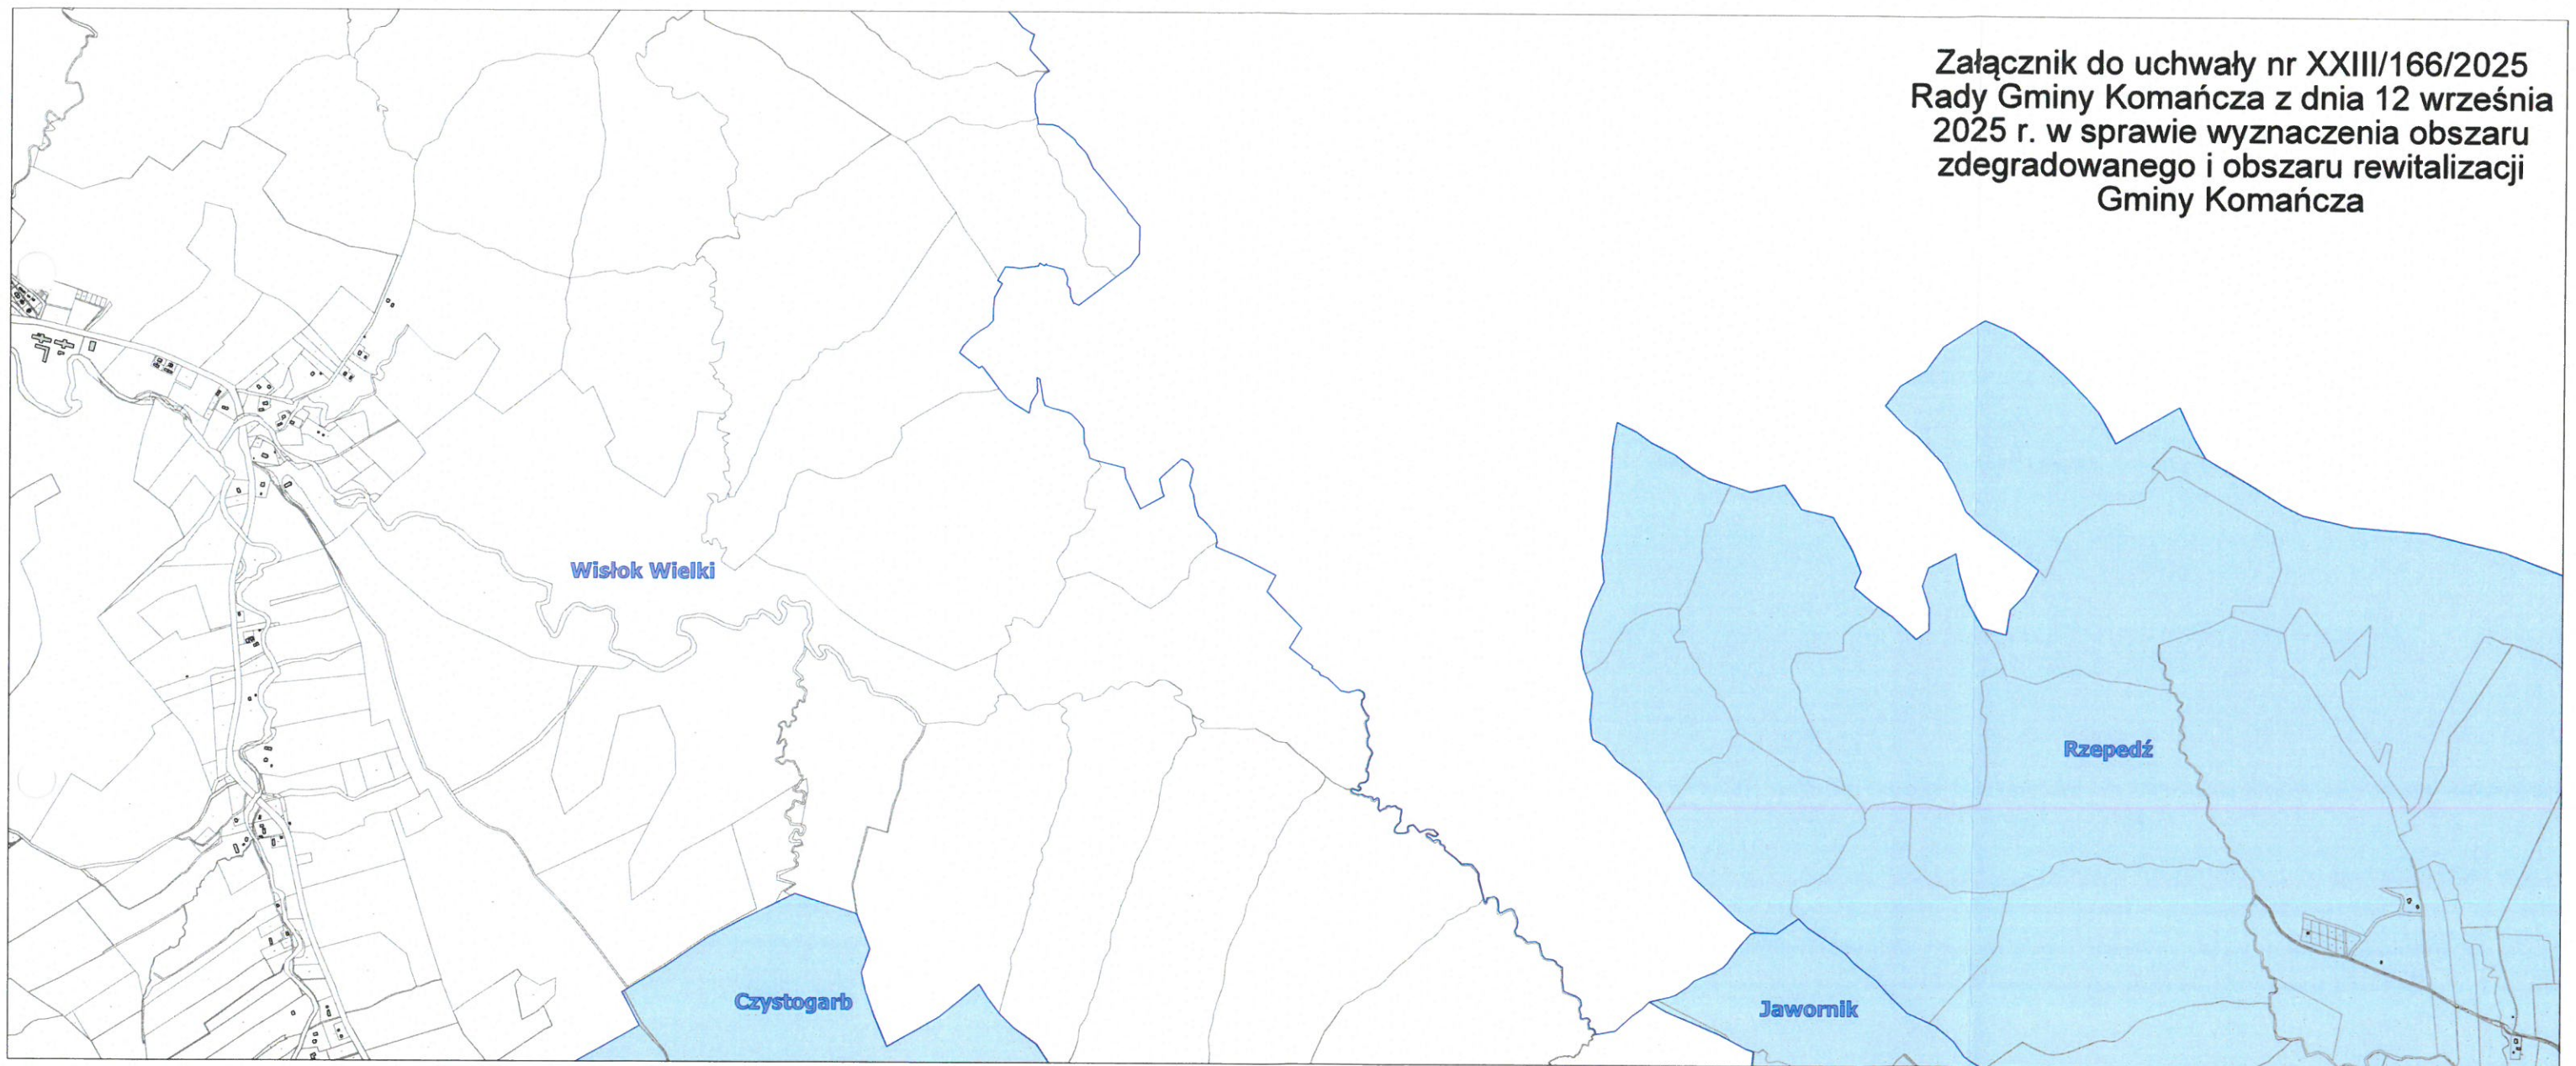 Załącznik do uchwały nr XXIII/166/2025
Rady Gminy Komańcza z dnia 12 września
2025 r. w sprawie wyznaczenia obszaru
zdegradowanego i obszaru rewitalizacji
Gminy Komańcza
Wisłok Wielki
Rzepedź
Czystogarb
Jawornik